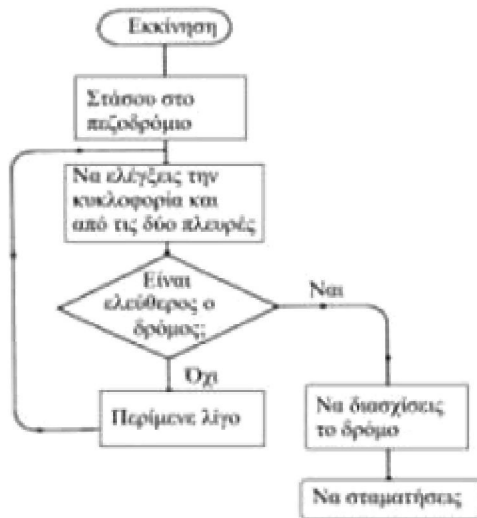 Εκκίνηση
Στάσου στο
πεζοδρόμιο
Να ελέγξεις την
κυκλοφορία και
από τις δύο πλευρές
Είναι
ελεύθερος ο
δρόμος;
Ναι
Όχι
Περίμενε λίγο
Να διασχίσεις
το δρόμο
Να σταματήσεις